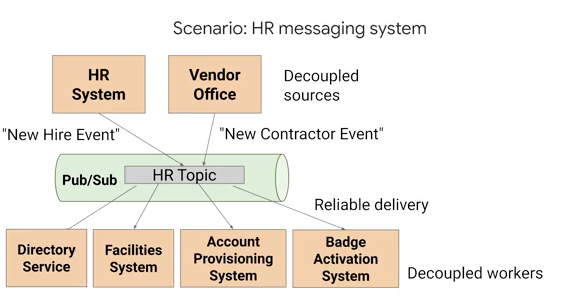 Scenario: HR messaging system
HR
System
Vendor
Office
Decoupled
sources
"New Hire Event"
"New Contractor Event"
Pub/Sub
HR Topic
Reliable delivery
Directory
Service
Facilities
System
Account
Provisioning
System
Badge
Activation
System
Decoupled workers